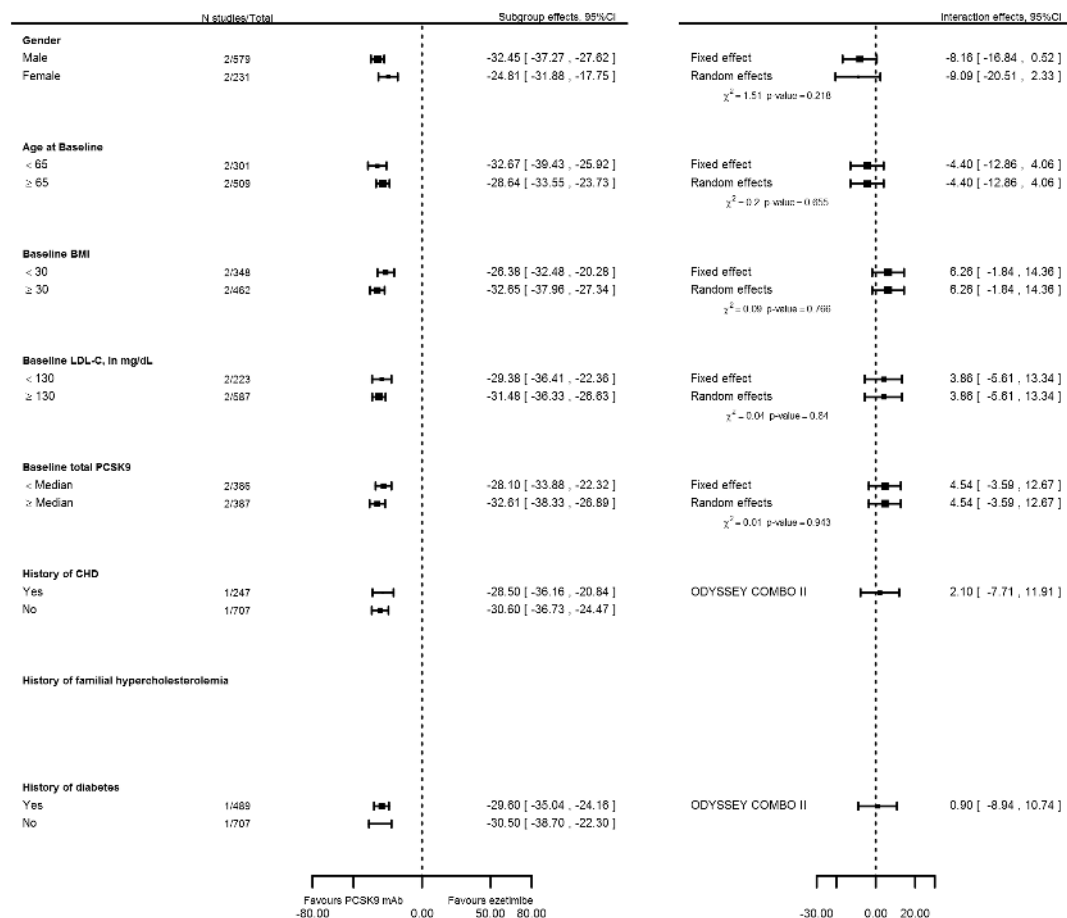 N studies/Total Subgroup effects, 95%CI Interaction effects, 95%CI
Gender
Male 2/579 -32.45 [ -37.27 , -27.62 ] Fixed effect -8.16 [ -16.84 , 0.52 ]
Female 2/231 -24.81 [ -31.88 , -17.75 ] Random effects -9.09 [ -20.51 , 2.33 ]
χ² = 1.51 p-value = 0.218
Age at Baseline
< 65 2/301 -32.67 [ -39.43 , -25.92 ] Fixed effect -4.40 [ -12.86 , 4.06 ]
≥ 65 2/509 -28.64 [ -33.55 , -23.73 ] Random effects -4.40 [ -12.86 , 4.06 ]
χ² = 0.2 p-value = 0.655
Baseline BMI
< 30 2/348 -26.38 [ -32.48 , -20.28 ] Fixed effect 6.26 [ -1.84 , 14.36 ]
≥ 30 2/462 -32.65 [ -37.96 , -27.34 ] Random effects 6.26 [ -1.84 , 14.36 ]
χ² = 0.09 p-value = 0.766
Baseline LDL-C, in mg/dL
< 130 2/223 -29.38 [ -36.41 , -22.36 ] Fixed effect 3.86 [ -5.61 , 13.34 ]
≥ 130 2/587 -31.48 [ -36.33 , -26.63 ] Random effects 3.86 [ -5.61 , 13.34 ]
χ² = 0.04 p-value = 0.84
Baseline total PCSK9
< Median 2/386 -28.10 [ -33.88 , -22.32 ] Fixed effect 4.54 [ -3.59 , 12.67 ]
≥ Median 2/387 -32.61 [ -38.33 , -26.89 ] Random effects 4.54 [ -3.59 , 12.67 ]
χ² = 0.01 p-value = 0.943
History of CHD
Yes 1/247 -28.50 [ -36.16 , -20.84 ] ODYSSEY COMBO II 2.10 [ -7.71 , 11.91 ]
No 1/707 -30.60 [ -36.73 , -24.47 ]
History of familial hypercholesterolemia
History of diabetes
Yes 1/489 -29.60 [ -35.04 , -24.16 ] ODYSSEY COMBO II 0.90 [ -8.94 , 10.74 ]
No 1/707 -30.50 [ -38.70 , -22.30 ]
Favours PCSK9 mAb Favours ezetimibe
-80.00 0.00 50.00 80.00 -30.00 0.00 20.00